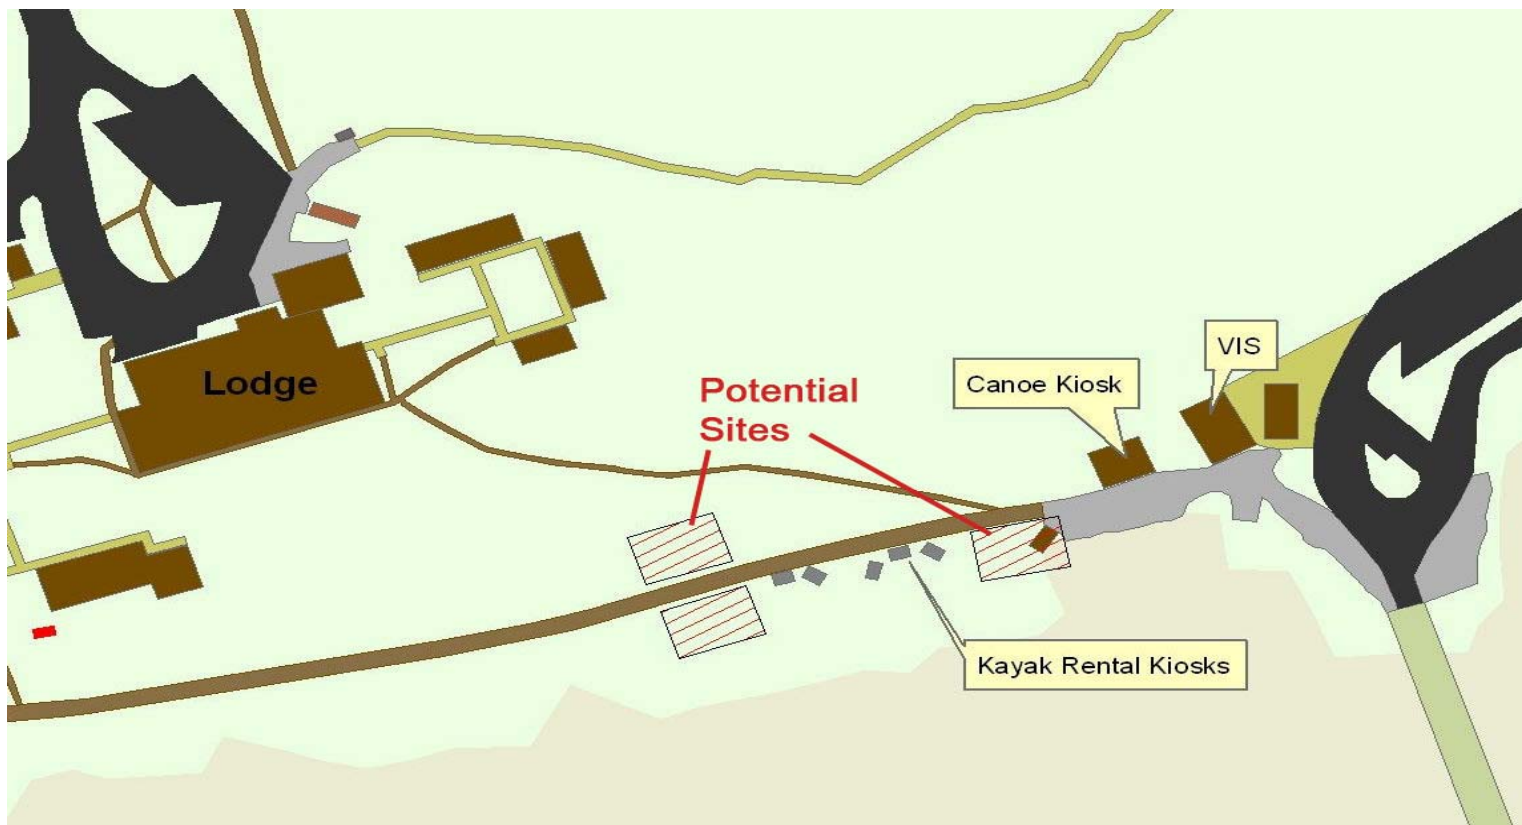 VIS
Canoe Kiosk
Lodge
Potential
Sites
Kayak Rental Kiosks